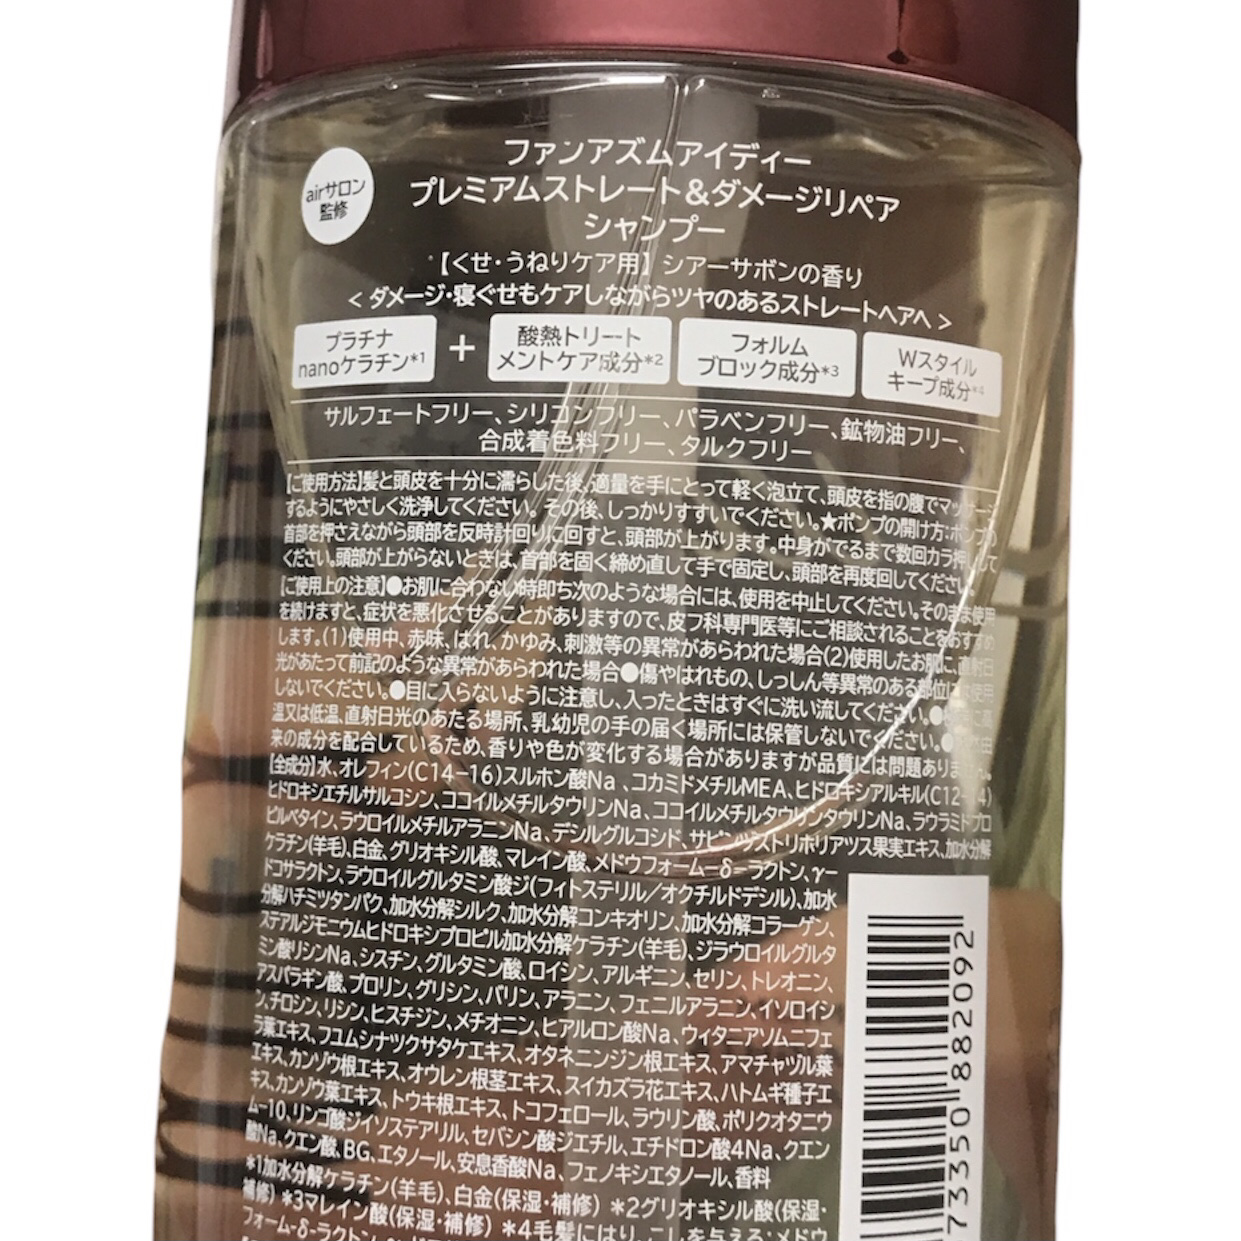 airサロン
監修
ファンアズムアイディー
プレミアムストレート＆ダメージリペア
シャンプー
【くせ・うねりケア用】 シアーサボンの香り
＜ ダメージ・寝ぐせもケアしながらツヤのあるストレートヘアへ ＞
プラチナ
nanoケラチン*1
+
酸熱トリート
メントケア成分*2
フォルム
ブロック成分*3
Wスタイル
キープ成分*4
サルフェートフリー、シリコンフリー、パラベンフリー、鉱物油フリー、
合成着色料フリー、タルクフリー
【ご使用方法】髪と頭皮を十分に濡らした後、適量を手にとって軽く泡立て、頭皮を指の腹でマッサージ
するようにやさしく洗浄してください。その後、しっかりすすいでください。★ポンプの開け方:ポンプの
首部を押さえながら頭部を反時計回りに回すと、頭部が上がります。中身がでるまで数回カラ押しして
ください。頭部が上がらないときは、首部を固く締め直して手で固定し、頭部を再度回してください。
【ご使用上の注意】●お肌に合わない時即ち次のような場合には、使用を中止してください。そのまま使用
を続けますと、症状を悪化させることがありますので、皮フ科専門医等にご相談されることをおすすめ
します。(1)使用中、赤味、はれ、かゆみ、刺激等の異常があらわれた場合(2)使用したお肌に、直射日
光があたって前記のような異常があらわれた場合●傷やはれもの、しっしん等異常のある部位には使用
しないでください。●目に入らないように注意し、入ったときはすぐに洗い流してください。●
温又は低温、直射日光のあたる場所、乳幼児の手の届く場所には保管しないでください。●
来の成分を配合しているため、香りや色が変化する場合がありますが品質には問題ありません。
【全成分】水、オレフィン(C14-16)スルホン酸Na、コカミドメチルMEA、ヒドロキシアルキル(C12-14)
ヒドロキシエチルサルコシン、ココイルメチルタウリンNa、ココイルメチルタウリンタウリンNa、ラウラミドプロ
ピルベタイン、ラウロイルメチルアラニンNa、デシルグルコシド、サピンヅストリホリアツス果実エキス、加水分解
ケラチン(羊毛)、白金、グリオキシル酸、マレイン酸、メドウフォーム-δ-ラクトン、γ-
ドコサラクトン、ラウロイルグルタミン酸ジ(フィトステリル/オクチルドデシル)、加水
分解ハチミツタンパク、加水分解シルク、加水分解コンキオリン、加水分解コラーゲン、
ステアルジモニウムヒドロキシプロピル加水分解ケラチン(羊毛)、ジラウロイルグルタ
ミン酸リシンNa、シスチン、グルタミン酸、ロイシン、アルギニン、セリン、トレオニン、
アスパラギン酸、プロリン、グリシン、バリン、アラニン、フェニルアラニン、イソロイシ
ン、チロシン、リシン、ヒスチジン、メチオニン、ヒアルロン酸Na、ウィタニアソムニフェ
ラ葉エキス、フユムシナツクサタケエキス、オタネニンジン根エキス、アマチャヅル葉
エキス、カンゾウ根エキス、オウレン根茎エキス、スイカズラ花エキス、ハトムギ種子エ
キス、カンゾウ葉エキス、トウキ根エキス、トコフェロール、ラウリン酸、ポリクオタニウ
ム-10、リンゴ酸ジイソステアリル、セバシン酸ジエチル、エチドロン酸4Na、クエン
酸Na、クエン酸、BG、エタノール、安息香酸Na、フェノキシエタノール、香料
*1加水分解ケラチン(羊毛)、白金(保湿・補修) *2グリオキシル酸(保湿・
補修) *3マレイン酸(保湿・補修) *4毛髪にはり、こしを与える:メドウ
フォーム-δ-ラクトン
73350 882092